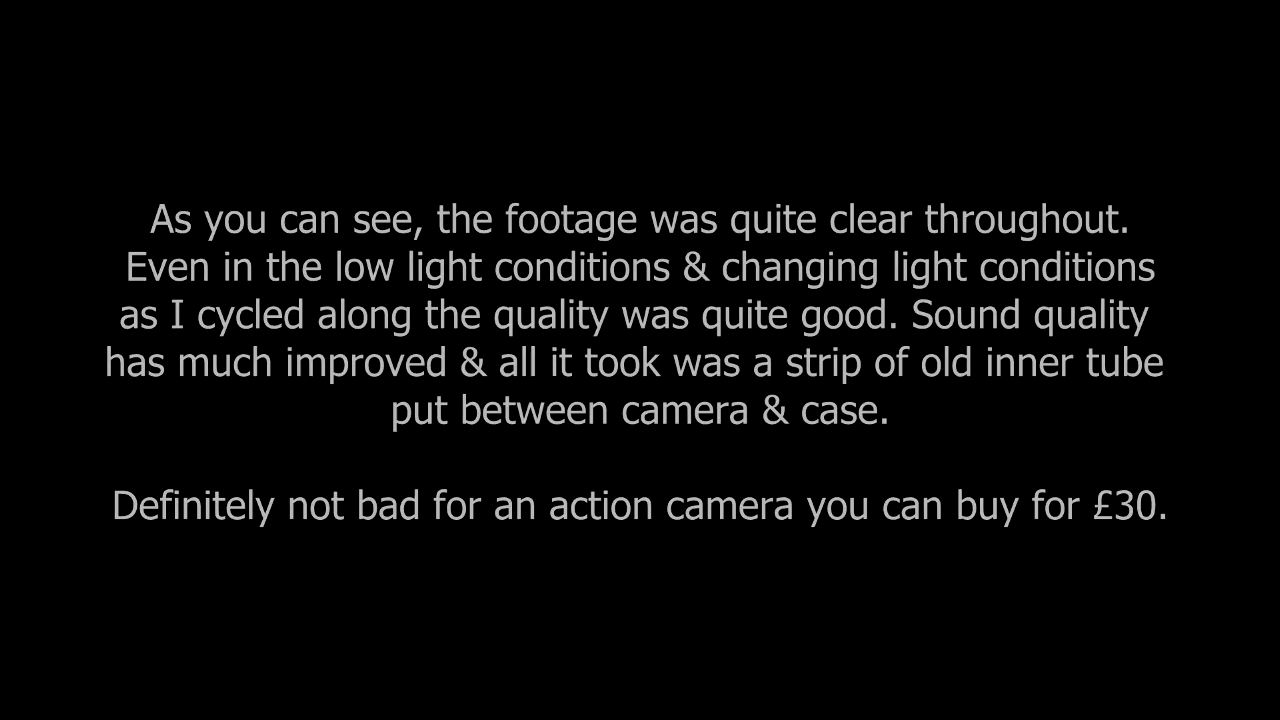 As you can see, the footage was quite clear throughout.
Even in the low light conditions & changing light conditions
as I cycled along the quality was quite good. Sound quality
has much improved & all it took was a strip of old inner tube
put between camera & case.
Definitely not bad for an action camera you can buy for £30.